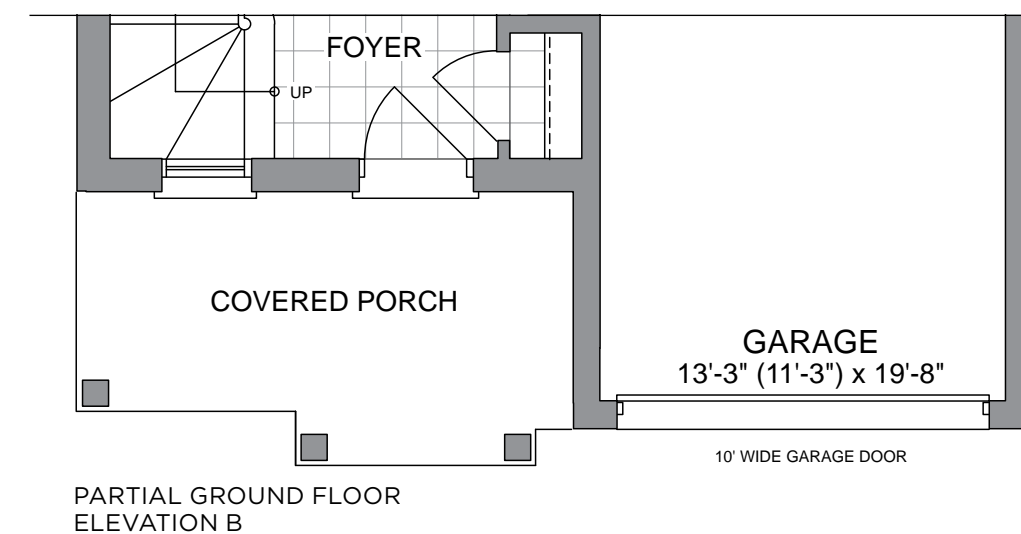 FOYER
UP
COVERED PORCH
GARAGE
13'-3" (11'-3") x 19'-8"
10' WIDE GARAGE DOOR
PARTIAL GROUND FLOOR
ELEVATION B